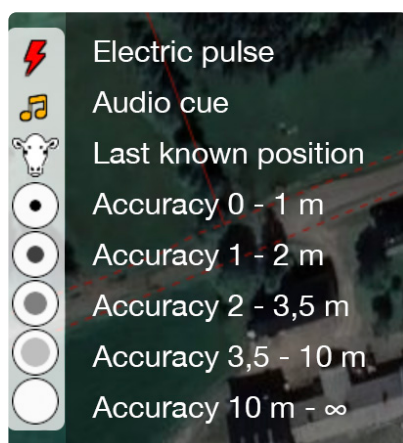 Electric pulse
Audio cue
Last known position
Accuracy 0 - 1 m
Accuracy 1 - 2 m
Accuracy 2 - 3,5 m
Accuracy 3,5 - 10 m
Accuracy 10 m - ∞